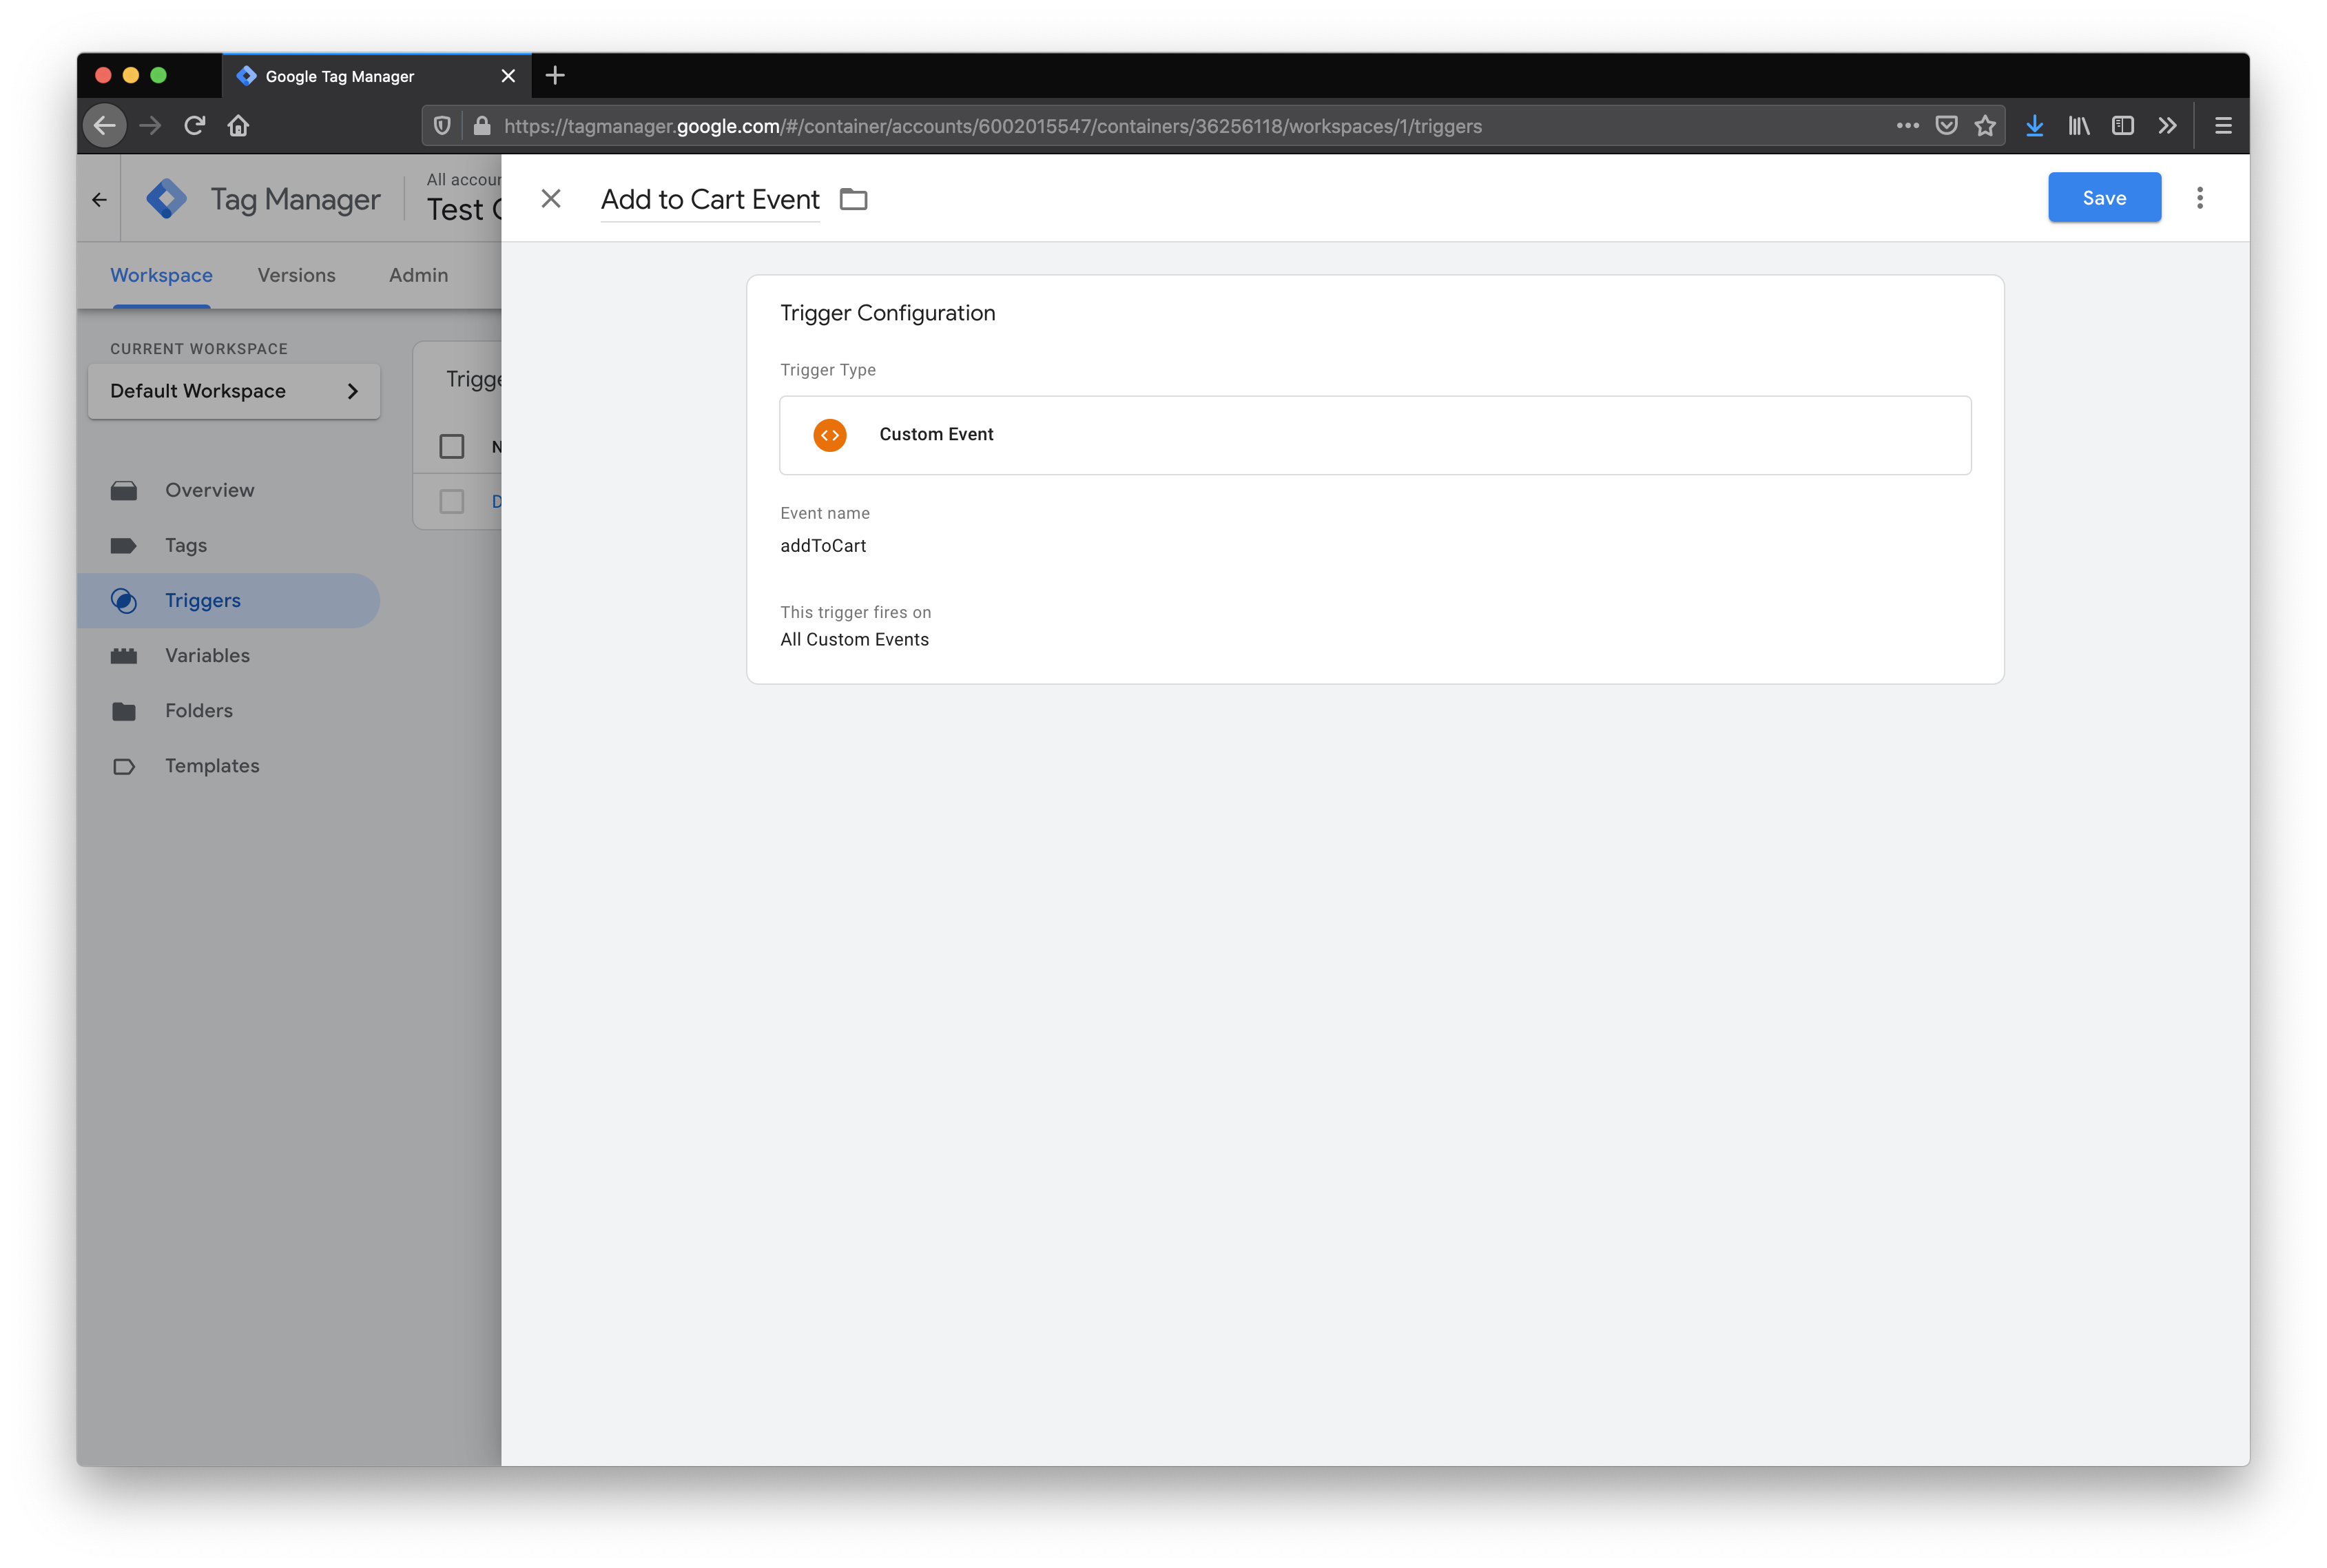 Google Tag Manager
https://tagmanager.google.com/#/container/accounts/6002015547/containers/36256118/workspaces/1/triggers
Tag Manager
All accour
Test
Add to Cart Event
Save
Workspace Versions Admin
CURRENT WORKSPACE
Default Workspace
Overview
Tags
Triggers
Variables
Folders
Templates
Trigge
N
D
Trigger Configuration
Trigger Type
Custom Event
Event name
addToCart
This trigger fires on
All Custom Events